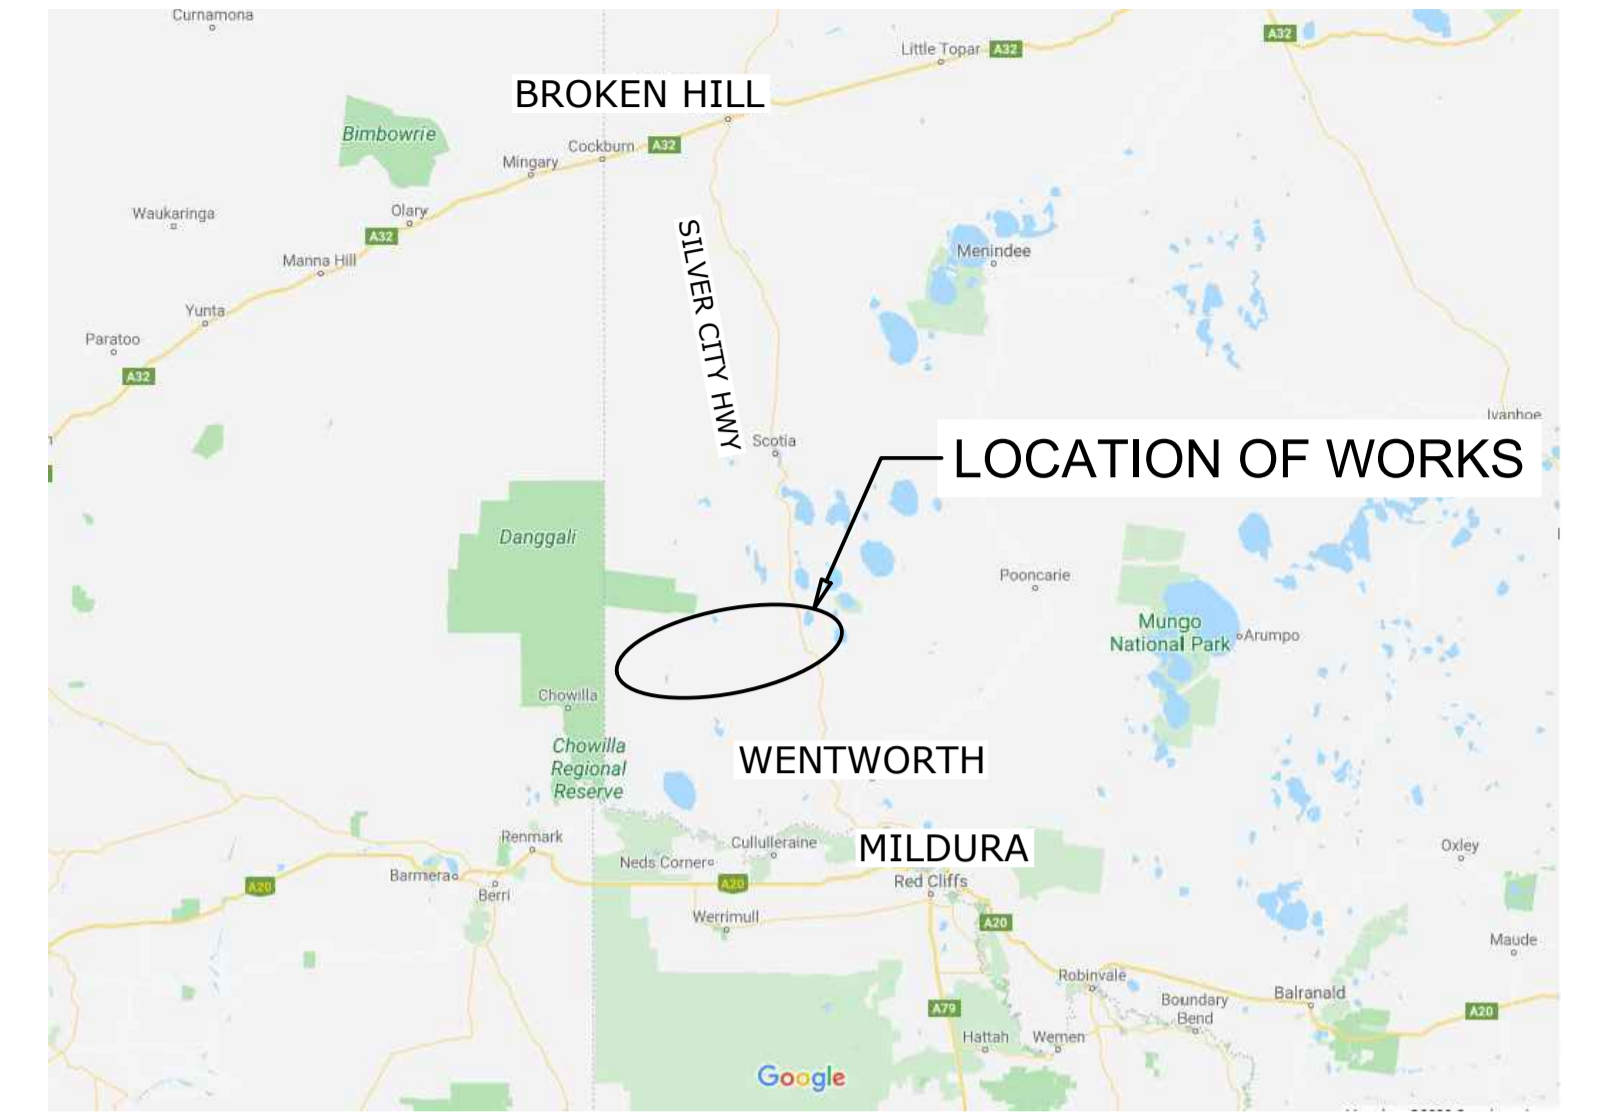 Curnamona
Little Topar
A32
A32
BROKEN HILL
Bimbowrie
Cockburn
A32
Mingary
Waukaringa
Olary
A32
Manna Hill
Menindee
SILVER CITY HWY
Yunta
Paratoo
A32
Ivanhoe
Scotia
LOCATION OF WORKS
Danggali
Pooncarie
Mungo
National Park
Arumpo
Chowilla
Chowilla
Regional
Reserve
WENTWORTH
Renmark
Cullulleraine
MILDURA
Oxley
Neds Corner
Barmera
A20
Berri
A20
Red Cliffs
Werrimull
A20
Maude
Robinvale
Boundary
Bend
Balranald
A79
A20
Hattah
Wemen
Google